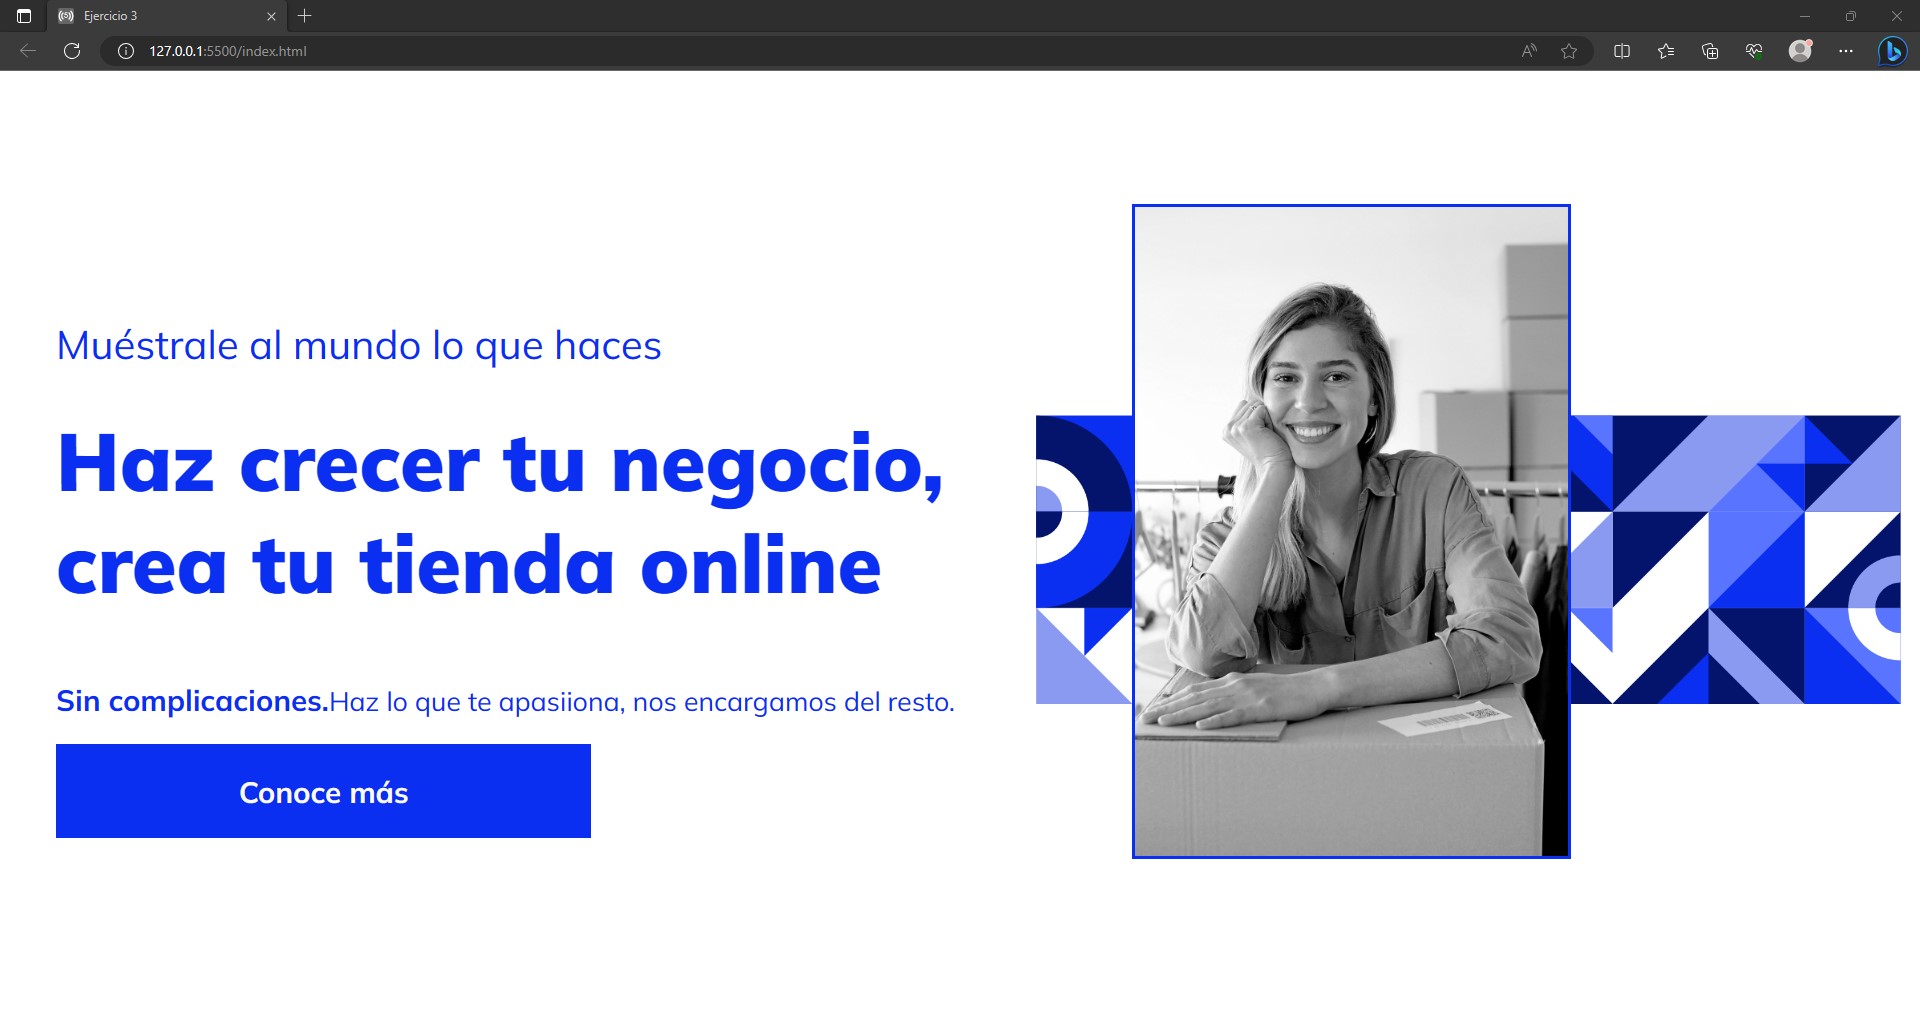 Ejercicio 3
127.0.0.1:5500/index.html
Muéstrale al mundo lo que haces
Haz crecer tu negocio,
crea tu tienda online
Sin complicaciones.Haz lo que te apasiiona, nos encargamos del resto.
Conoce más